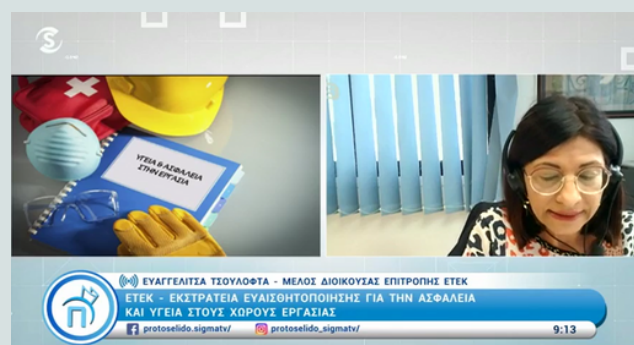 S
ΥΓΕΙΑ & ΑΣΦΑΛΕΙΑ
ΣΤΗΝ ΕΡΓΑΣΙΑ
ΕΥΑΓΓΕΛΙΤΣΑ ΤΣΟΥΛΟΦΤΑ - ΜΕΛΟΣ ΔΙΟΙΚΟΥΣΑΣ ΕΠΙΤΡΟΠΗΣ ΕΤΕΚ
ΕΤΕΚ - ΕΚΣΤΡΑΤΕΙΑ ΕΥΑΙΣΘΗΤΟΠΟΙΗΣΗΣ ΓΙΑ ΤΗΝ ΑΣΦΑΛΕΙΑ
ΚΑΙ ΥΓΕΙΑ ΣΤΟΥΣ ΧΩΡΟΥΣ ΕΡΓΑΣΙΑΣ
protoselido.sigmatv/ protoselido_sigmatv/ 9:13